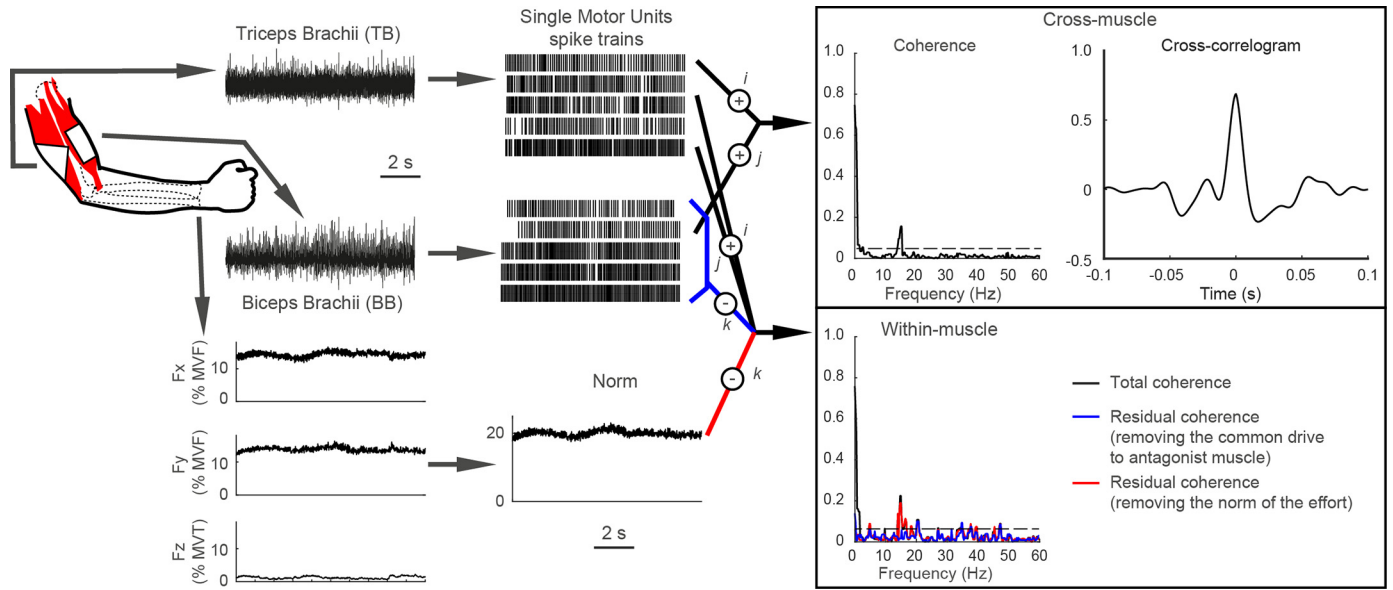 Triceps Brachii (TB)
2 s
Biceps Brachii (BB)
Single Motor Units
spike trains
i
+
+
j
i
+
j
-
k
-
k
Fx
(% MVF)
10
0
Fy
(% MVF)
10
0
Fz
(% MVT)
10
0
Norm
20
0
2 s
Cross-muscle
Coherence
1.0
0.8
0.6
0.4
0.2
0
0 10 20 30 40 50 60
Frequency (Hz)
Cross-correlogram
1.0
0.5
0
-0.5
-0.1 -0.05 0 0.05 0.1
Time (s)
Within-muscle
1.0
0.8
0.6
0.4
0.2
0
0 10 20 30 40 50 60
Frequency (Hz)
Total coherence
Residual coherence
(removing the common drive
to antagonist muscle)
Residual coherence
(removing the norm of the effort)